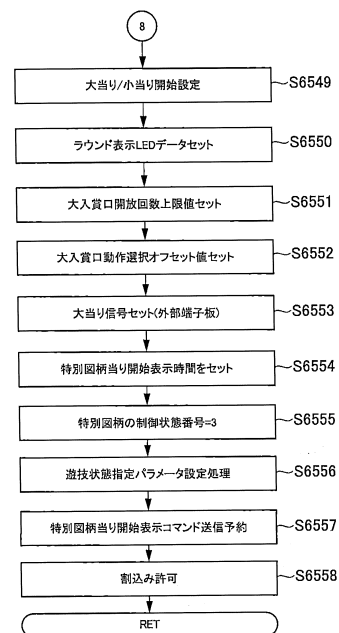 8
大当り/小当り開始設定
S6549
ラウンド表示LEDデータセット
S6550
大入賞口開放回数上限値セット
S6551
大入賞口動作選択オフセット値セット
S6552
大当り信号セット(外部端子板)
S6553
特別図柄当り開始表示時間をセット
S6554
特別図柄の制御状態番号=3
S6555
遊技状態指定パラメータ設定処理
S6556
特別図柄当り開始表示コマンド送信予約
S6557
割込み許可
S6558
RET